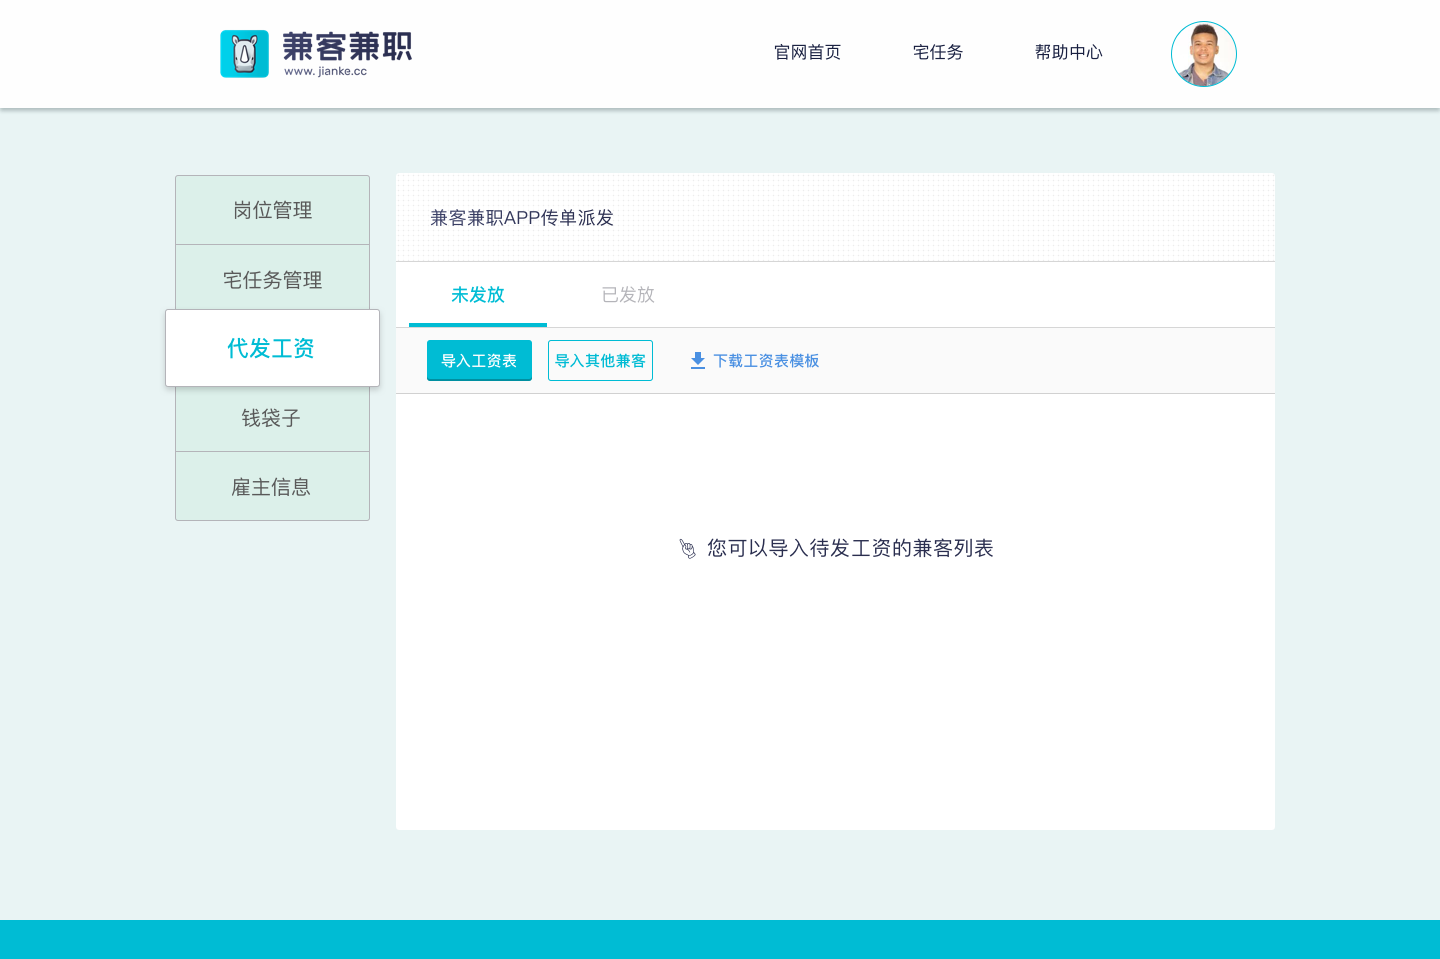 兼客兼职
www. jianke.cc
官网首页
宅任务
帮助中心
岗位管理
宅任务管理
代发工资
钱袋子
雇主信息
兼客兼职APP传单派发
未发放
已发放
导入工资表
导入其他兼客
下载工资表模板
您可以导入待发工资的兼客列表